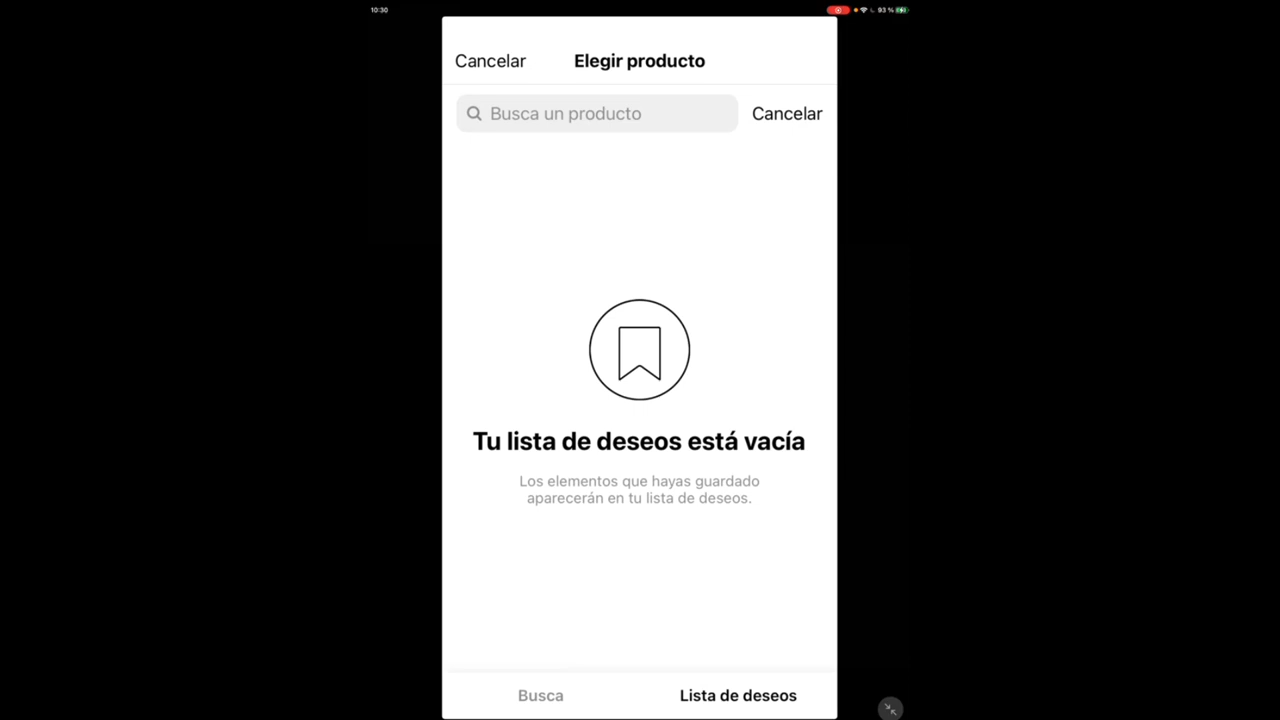 10:30
93 %
Cancelar
Elegir producto
Busca un producto
Cancelar
Tu lista de deseos está vacía
Los elementos que hayas guardado
aparecerán en tu lista de deseos.
Busca
Lista de deseos